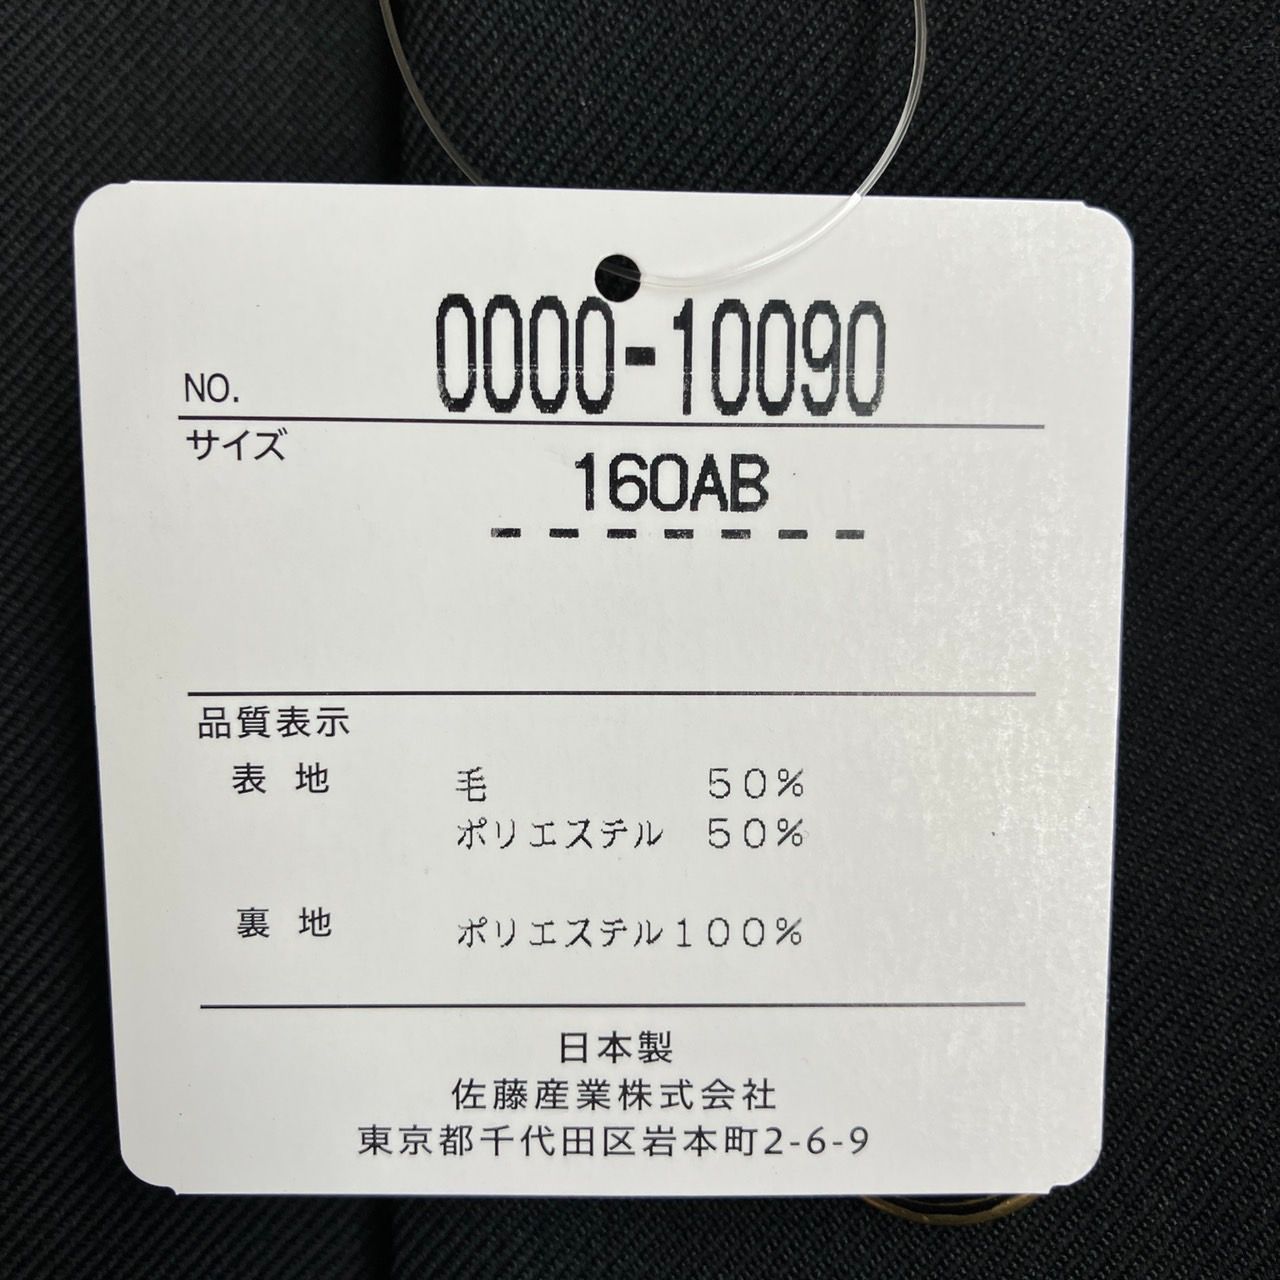 NO. 0000-10090
サイズ 160AB
-------
品質表示
表地 毛 50%
ポリエステル 50%
裏地 ポリエステル100%
日本製
佐藤産業株式会社
東京都千代田区岩本町2-6-9